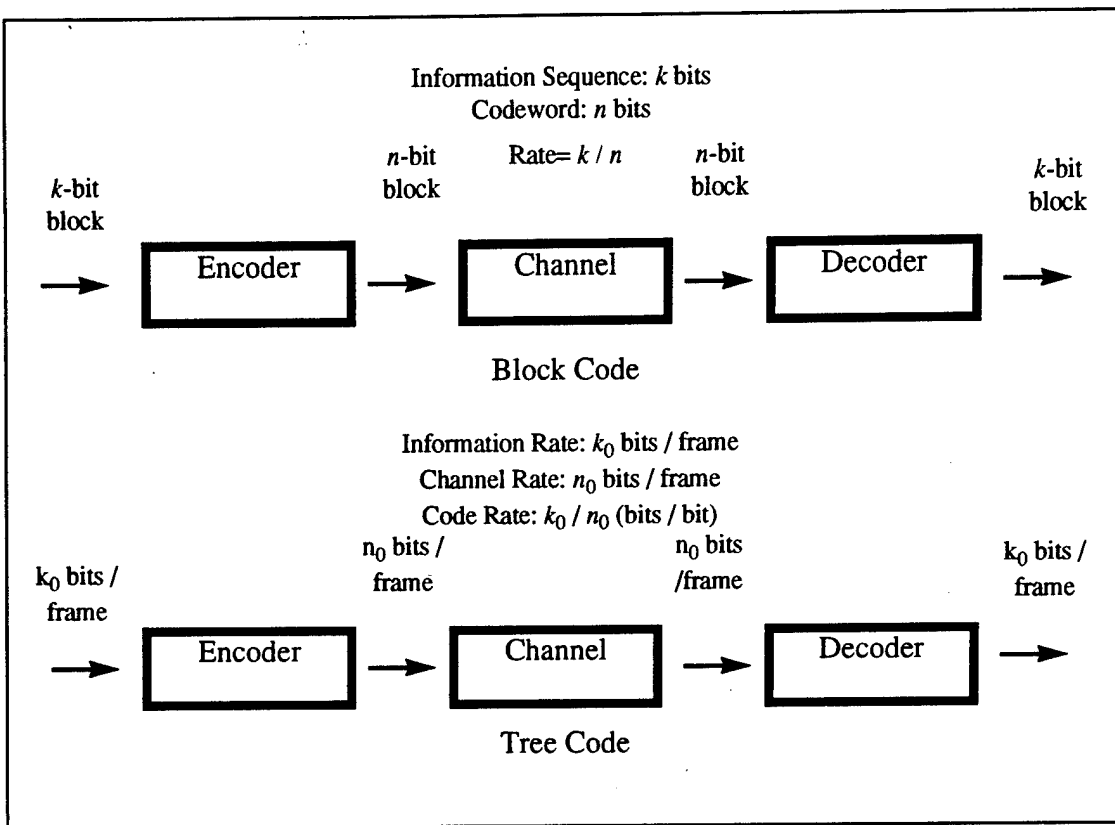 Information Sequence: k bits
Codeword: n bits
Rate= k / n
k-bit
block
n-bit
block
n-bit
block
k-bit
block
Encoder
Channel
Decoder
Block Code
Information Rate: k₀ bits / frame
Channel Rate: n₀ bits / frame
Code Rate: k₀ / n₀ (bits / bit)
k₀ bits /
frame
n₀ bits /
frame
n₀ bits
/frame
k₀ bits /
frame
Encoder
Channel
Decoder
Tree Code